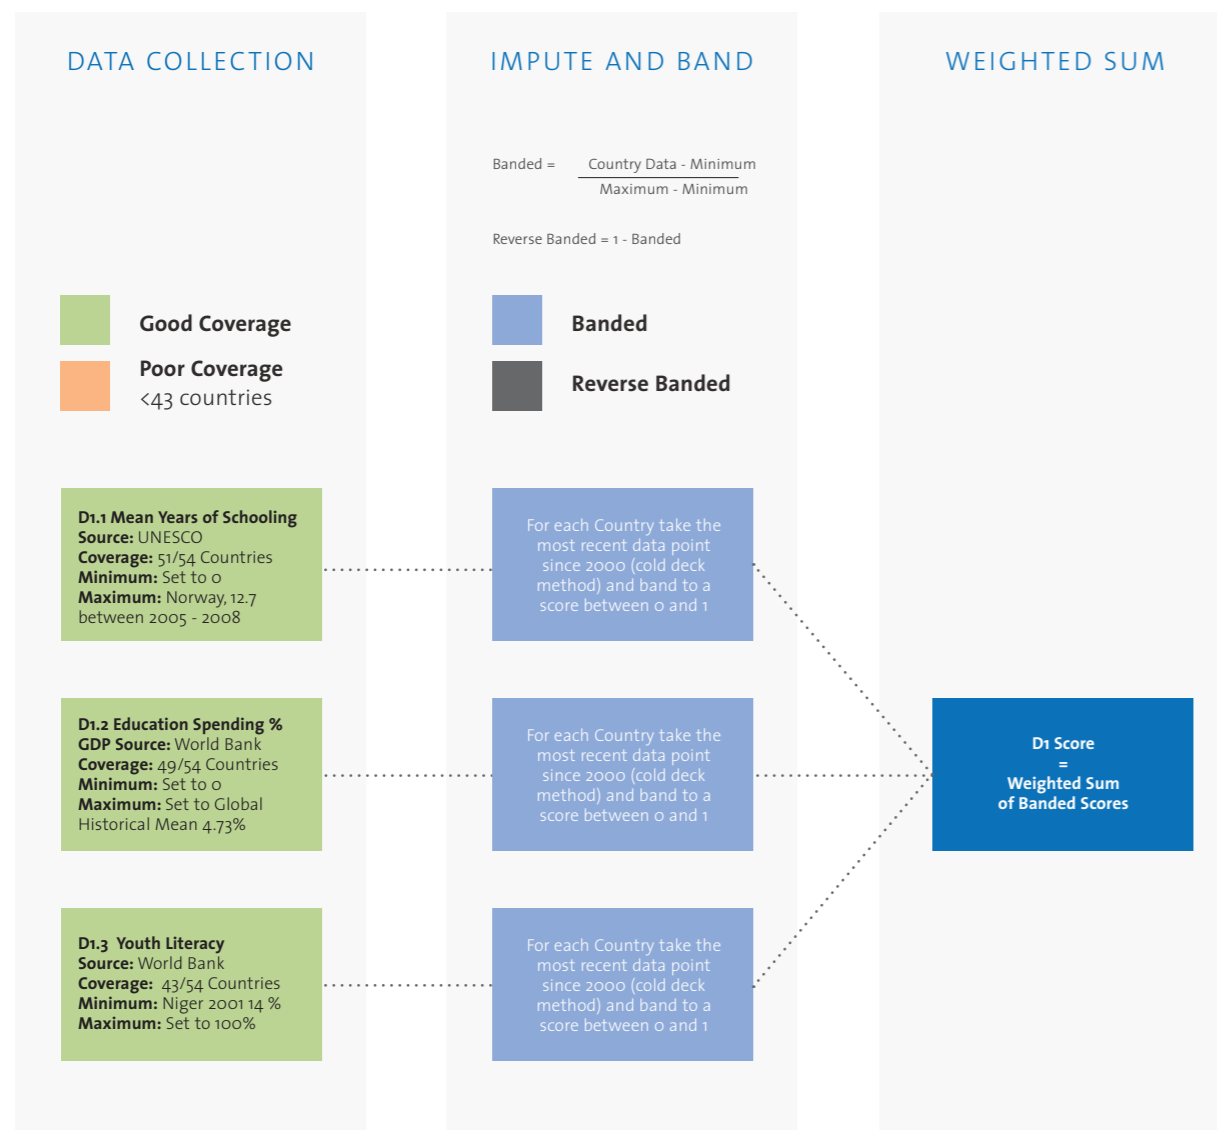 DATA COLLECTION
IMPUTE AND BAND
WEIGHTED SUM
Banded =
Country Data - Minimum
Maximum - Minimum
Reverse Banded = 1 - Banded
Good Coverage
Poor Coverage
<43 countries
Banded
Reverse Banded
D1.1 Mean Years of Schooling
Source: UNESCO
Coverage: 51/54 Countries
Minimum: Set to 0
Maximum: Norway, 12.7
between 2005 - 2008
For each Country take the
most recent data point
since 2000 (cold deck
method) and band to a
score between 0 and 1
D1.2 Education Spending %
GDP Source: World Bank
Coverage: 49/54 Countries
Minimum: Set to 0
Maximum: Set to Global
Historical Mean 4.73%
For each Country take the
most recent data point
since 2000 (cold deck
method) and band to a
score between 0 and 1
D1 Score
=
Weighted Sum
of Banded Scores
D1.3 Youth Literacy
Source: World Bank
Coverage: 43/54 Countries
Minimum: Niger 2001 14 %
Maximum: Set to 100%
For each Country take the
most recent data point
since 2000 (cold deck
method) and band to a
score between 0 and 1